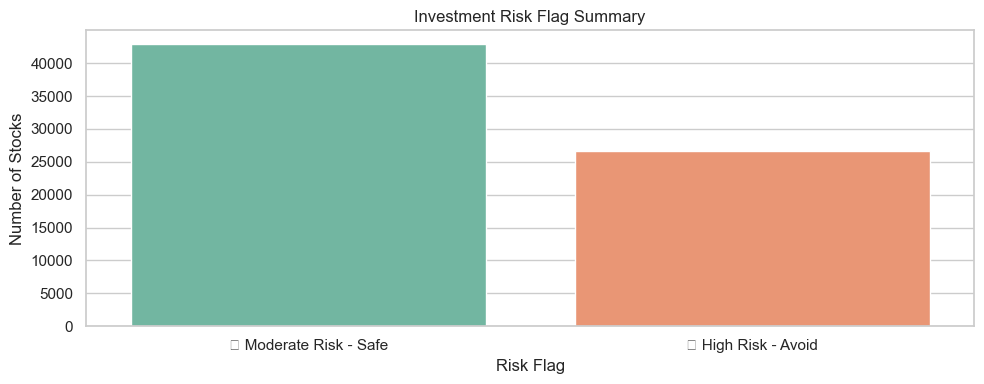 Investment Risk Flag Summary
Number of Stocks
40000
35000
30000
25000
20000
15000
10000
5000
0
▯ Moderate Risk - Safe
▯ High Risk - Avoid
Risk Flag